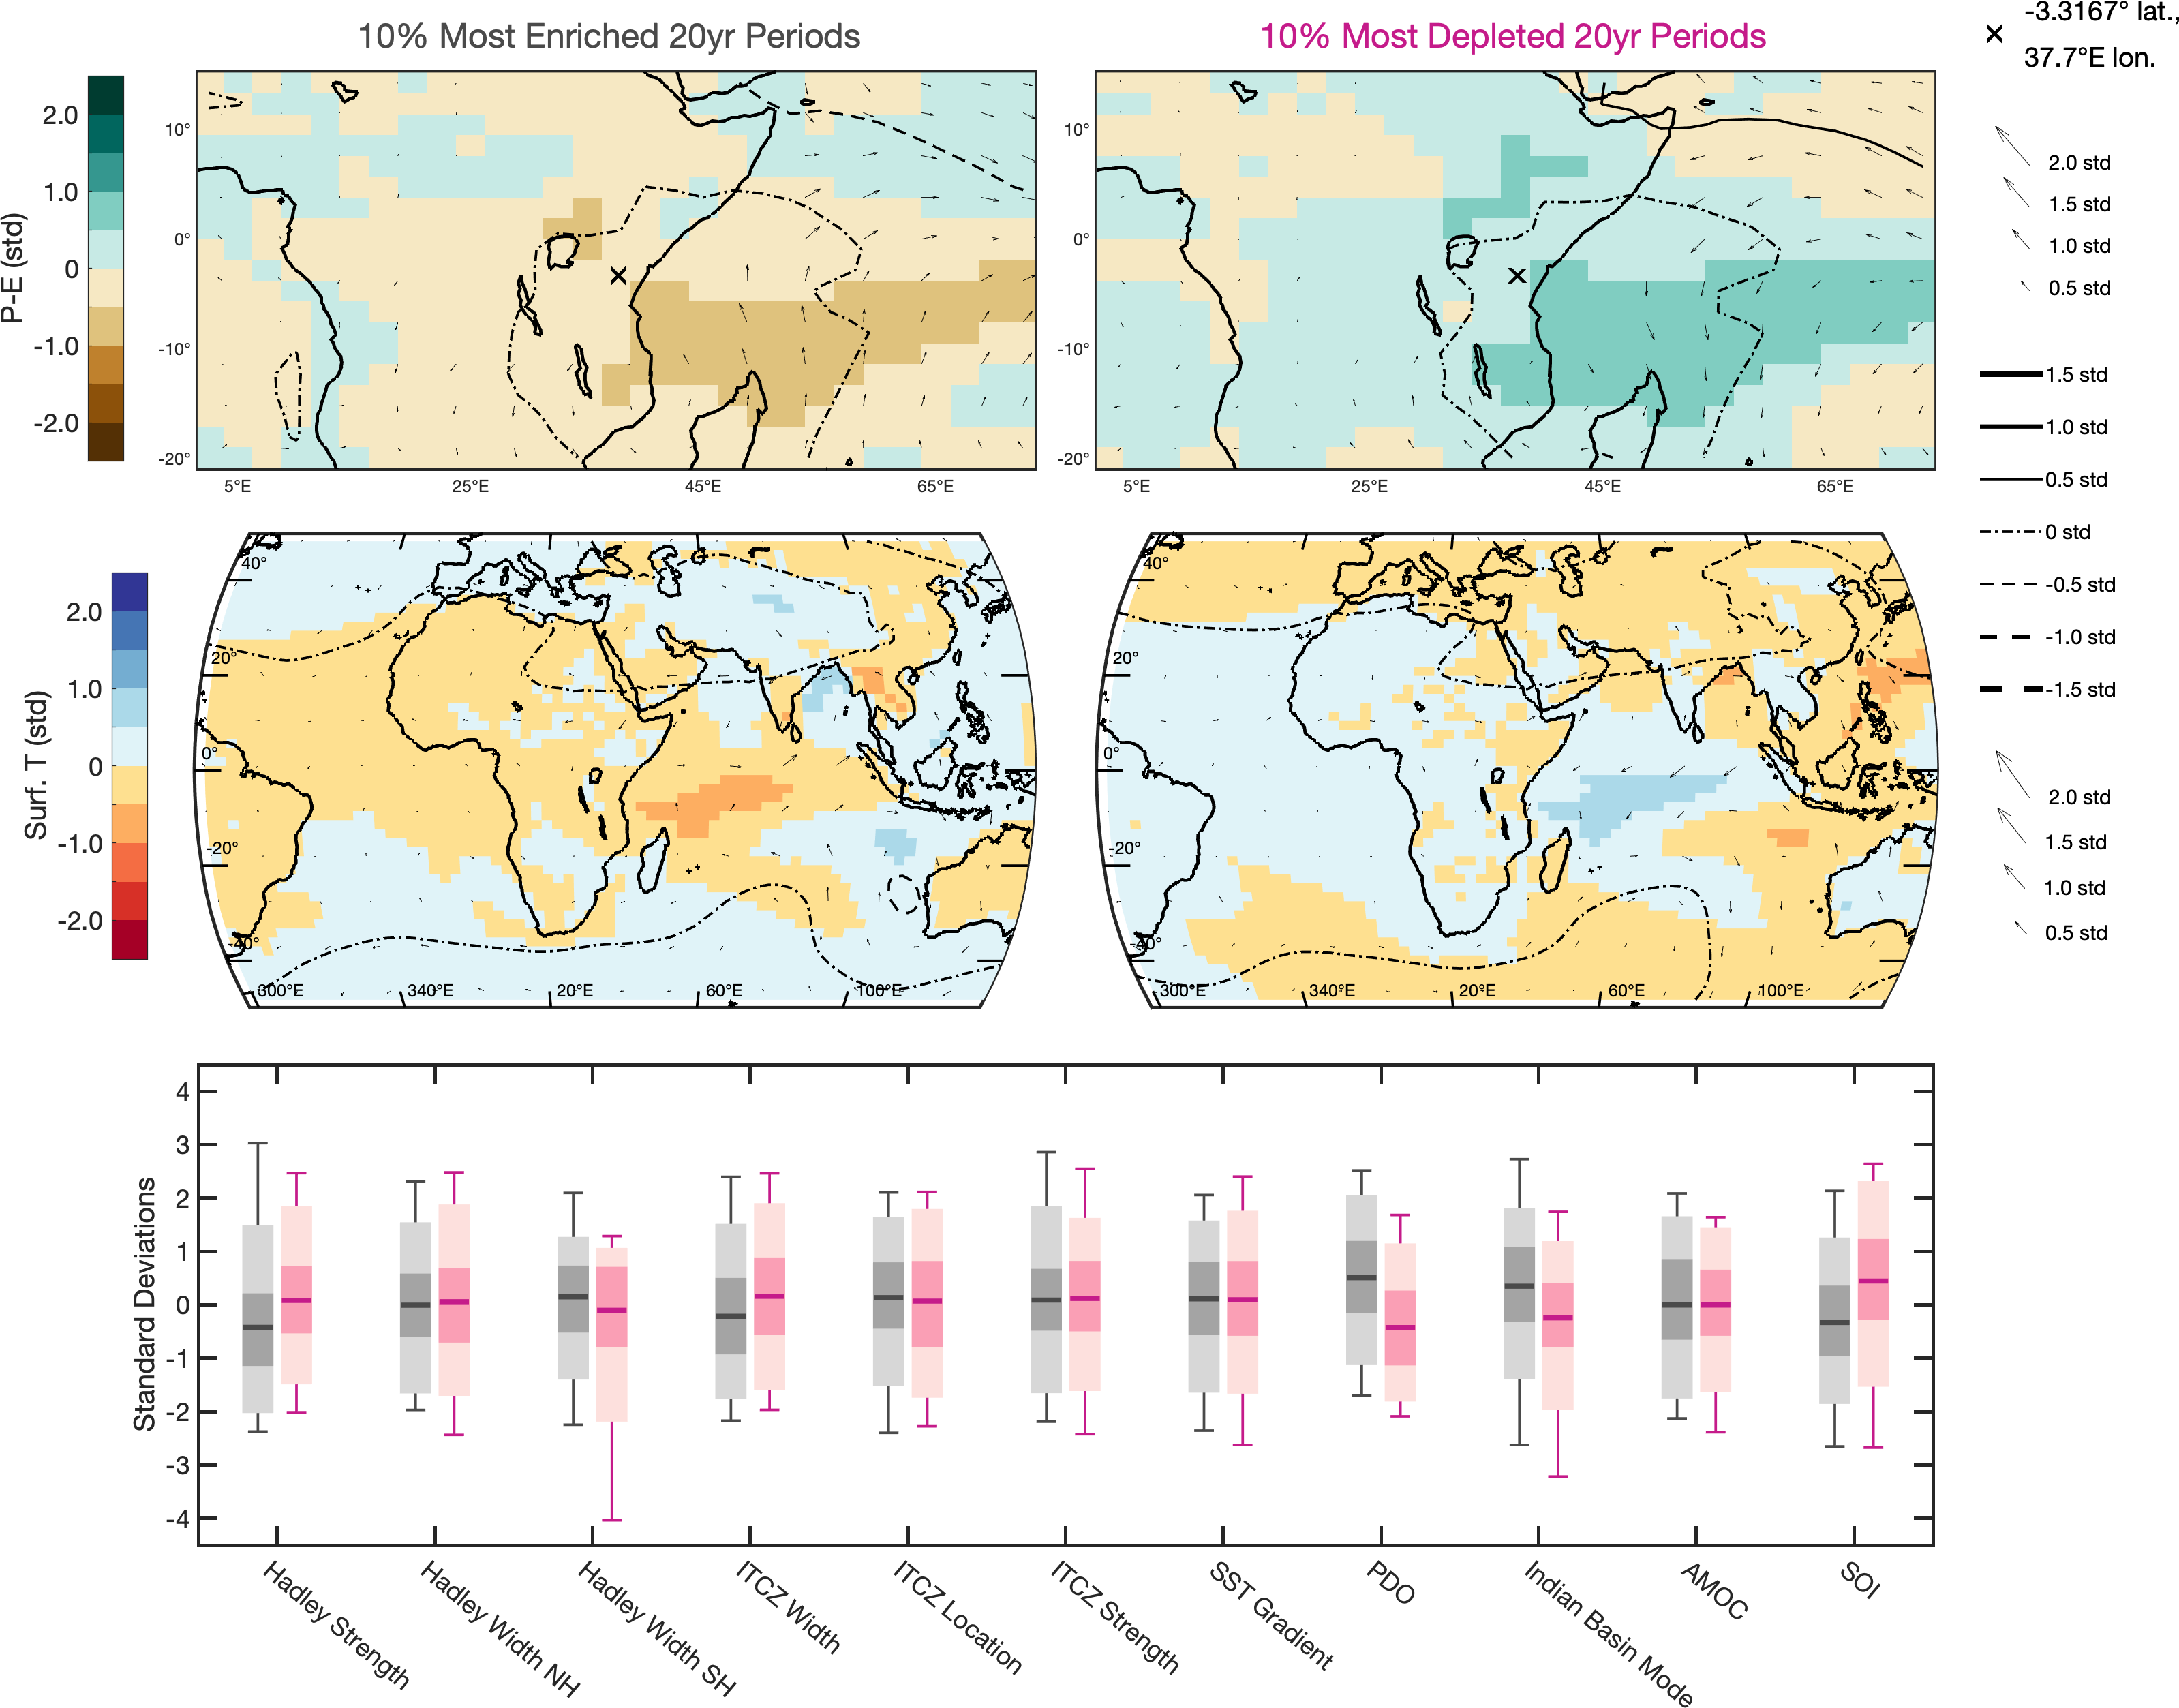 10% Most Enriched 20yr Periods
10% Most Depleted 20yr Periods
-3.3167° lat.,
37.7°E lon.
P-E (std)
2.0
1.0
0
-1.0
-2.0
10°
0°
-10°
-20°
5°E
25°E
45°E
65°E
10°
0°
-10°
-20°
5°E
25°E
45°E
65°E
2.0 std
1.5 std
1.0 std
0.5 std
1.5 std
1.0 std
0.5 std
0 std
-0.5 std
-1.0 std
-1.5 std
Surf. T (std)
2.0
1.0
0
-1.0
-2.0
40°
20°
0°
-20°
-40°
300°E
340°E
20°E
60°E
100°E
40°
20°
0°
-20°
-40°
300°E
340°E
20°E
60°E
100°E
2.0 std
1.5 std
1.0 std
0.5 std
Standard Deviations
4
3
2
1
0
-1
-2
-3
-4
Hadley Strength
Hadley Width NH
Hadley Width SH
ITCZ Width
ITCZ Location
ITCZ Strength
SST Gradient
PDO
Indian Basin Mode
AMOC
SOI